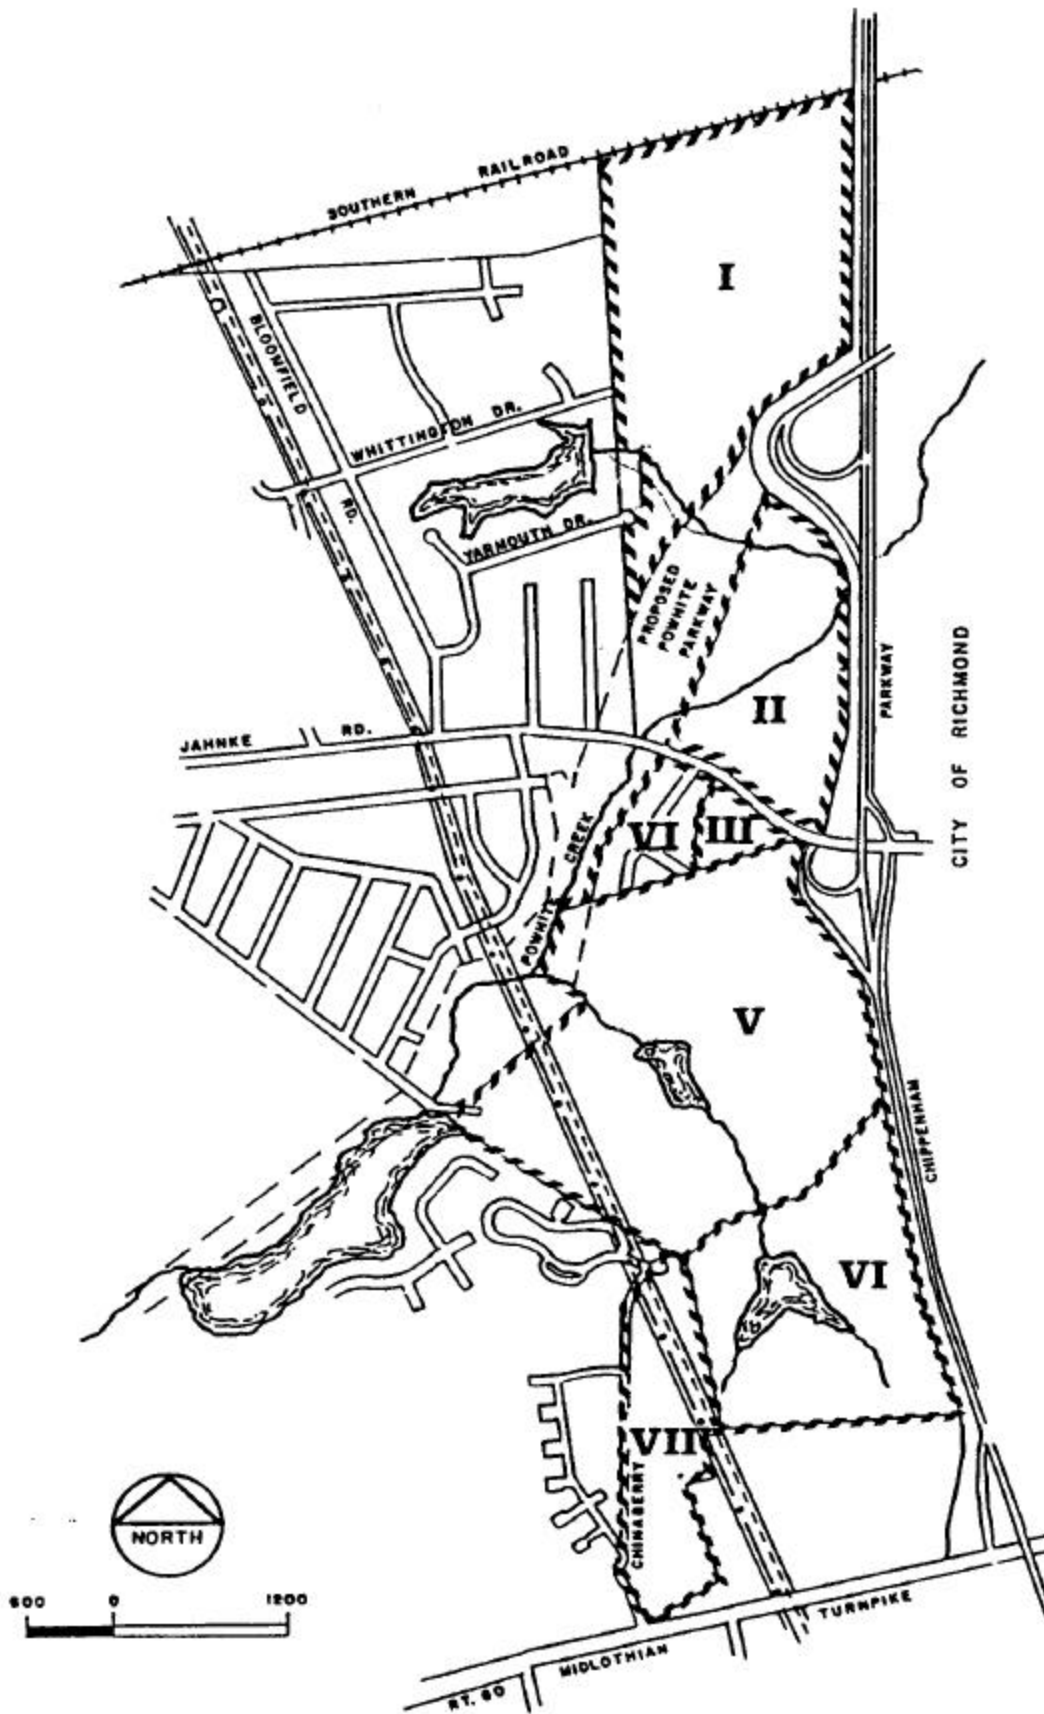 SOUTHERN RAILROAD
I
BLOOMFIELD RD.
WHITTINGTON DR.
YARMOUTH DR.
PROPOSED
POWHITE
PARKWAY
II
PARKWAY
CITY OF RICHMOND
JAHNKE RD.
VI
III
POWHITE CREEK
V
CHIPPENHAM
VI
VII
CHINABERRY
NORTH
600 0 1200
MIDLOTHIAN TURNPIKE
RT. 60